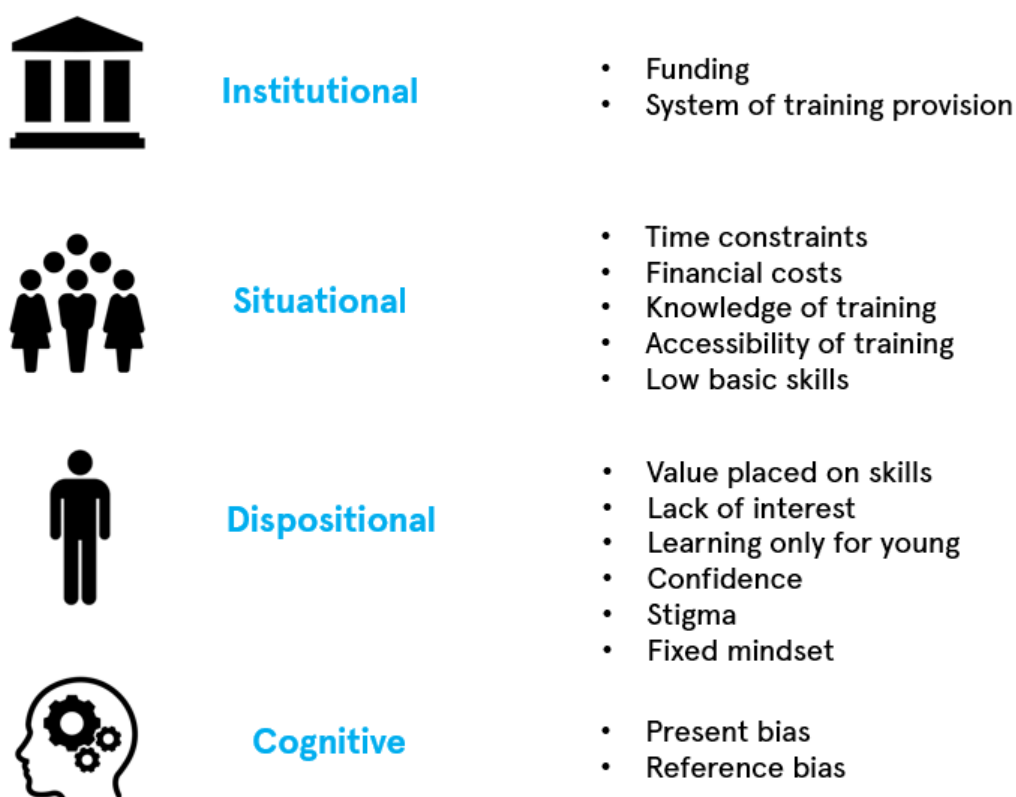 Institutional
• Funding
• System of training provision
Situational
• Time constraints
• Financial costs
• Knowledge of training
• Accessibility of training
• Low basic skills
Dispositional
• Value placed on skills
• Lack of interest
• Learning only for young
• Confidence
• Stigma
• Fixed mindset
Cognitive
• Present bias
• Reference bias